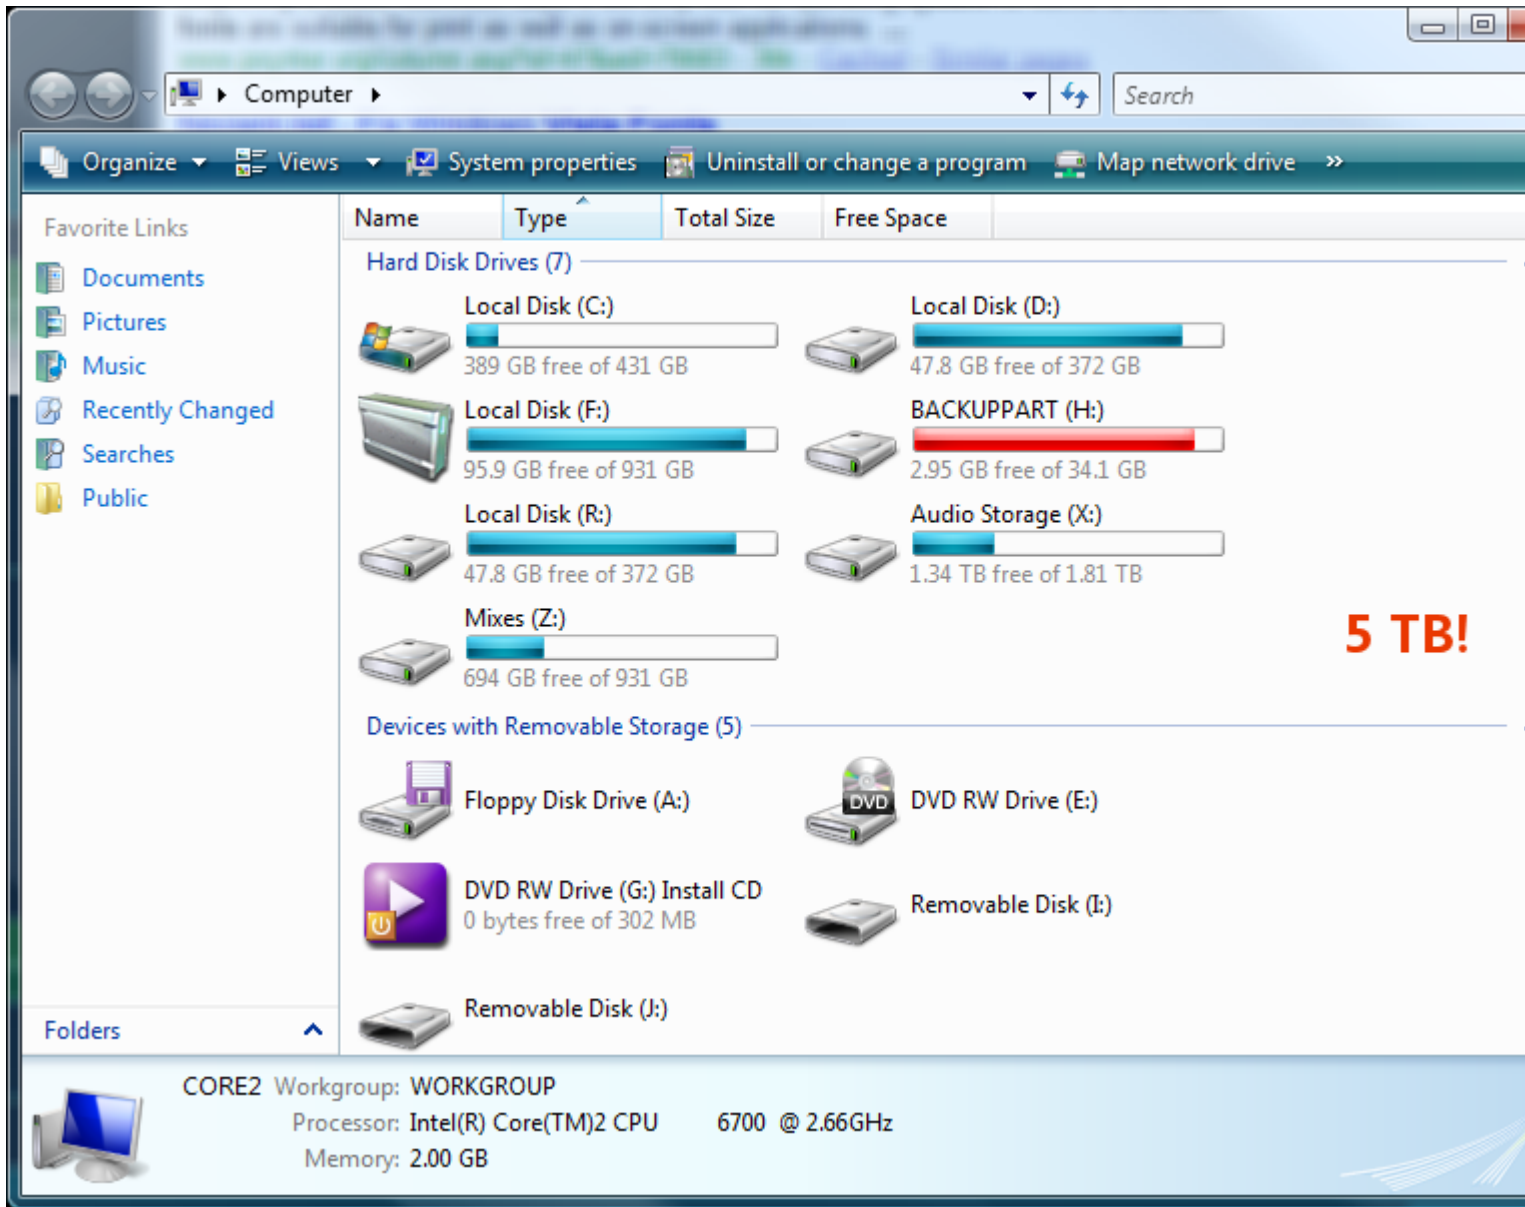 Computer
Search
Organize Views System properties Uninstall or change a program Map network drive »
Favorite Links
Documents
Pictures
Music
Recently Changed
Searches
Public
Folders
Name Type Total Size Free Space
Hard Disk Drives (7)
Local Disk (C:)
389 GB free of 431 GB
Local Disk (D:)
47.8 GB free of 372 GB
Local Disk (F:)
95.9 GB free of 931 GB
BACKUPPART (H:)
2.95 GB free of 34.1 GB
Local Disk (R:)
47.8 GB free of 372 GB
Audio Storage (X:)
1.34 TB free of 1.81 TB
Mixes (Z:)
694 GB free of 931 GB
5 TB!
Devices with Removable Storage (5)
Floppy Disk Drive (A:)
DVD
DVD RW Drive (E:)
DVD RW Drive (G:) Install CD
0 bytes free of 302 MB
Removable Disk (I:)
Removable Disk (J:)
CORE2 Workgroup: WORKGROUP
Processor: Intel(R) Core(TM)2 CPU 6700 @ 2.66GHz
Memory: 2.00 GB